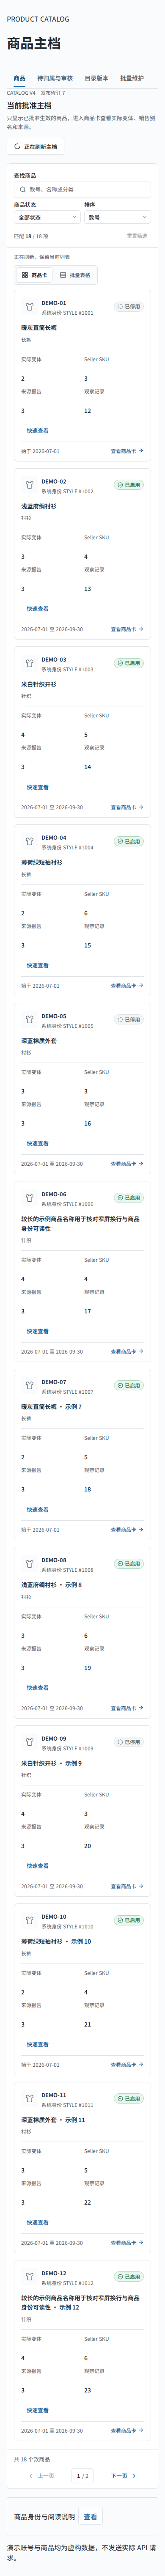 PRODUCT CATALOG
商品主档
商品 待归属与审核 目录版本 批量维护
CATALOG V4 发布修订 7
当前批准主档
只显示已批准生效的商品，进入商品卡查看实际变体、销售别名和来源。
正在刷新主档
查找商品
款号、名称或分类
商品状态 排序
全部状态 款号
匹配 18 / 18 项 重置筛选
正在刷新，保留当前列表
商品卡 批量表格
DEMO-01 已停用
系统身份 STYLE #1001
暖灰直筒长裤
长裤
实际变体 Seller SKU
2 3
来源报告 观察记录
3 12
快速查看
始于 2026-07-01 查看商品卡
DEMO-02 已启用
系统身份 STYLE #1002
浅蓝府绸衬衫
衬衫
实际变体 Seller SKU
3 4
来源报告 观察记录
3 13
快速查看
2026-07-01 至 2026-09-30 查看商品卡
DEMO-03 已启用
系统身份 STYLE #1003
米白针织开衫
针织
实际变体 Seller SKU
4 5
来源报告 观察记录
3 14
快速查看
2026-07-01 至 2026-09-30 查看商品卡
DEMO-04 已启用
系统身份 STYLE #1004
薄荷绿短袖衬衫
长裤
实际变体 Seller SKU
2 6
来源报告 观察记录
3 15
快速查看
始于 2026-07-01 查看商品卡
DEMO-05 已停用
系统身份 STYLE #1005
深蓝棉质外套
衬衫
实际变体 Seller SKU
3 3
来源报告 观察记录
3 16
快速查看
2026-07-01 至 2026-09-30 查看商品卡
DEMO-06 已启用
系统身份 STYLE #1006
较长的示例商品名称用于核对窄屏换行与商品身份可读性
针织
实际变体 Seller SKU
4 4
来源报告 观察记录
3 17
快速查看
2026-07-01 至 2026-09-30 查看商品卡
DEMO-07 已启用
系统身份 STYLE #1007
暖灰直筒长裤 · 示例 7
长裤
实际变体 Seller SKU
2 5
来源报告 观察记录
3 18
快速查看
始于 2026-07-01 查看商品卡
DEMO-08 已启用
系统身份 STYLE #1008
浅蓝府绸衬衫 · 示例 8
衬衫
实际变体 Seller SKU
3 6
来源报告 观察记录
3 19
快速查看
2026-07-01 至 2026-09-30 查看商品卡
DEMO-09 已停用
系统身份 STYLE #1009
米白针织开衫 · 示例 9
针织
实际变体 Seller SKU
4 3
来源报告 观察记录
3 20
快速查看
2026-07-01 至 2026-09-30 查看商品卡
DEMO-10 已启用
系统身份 STYLE #1010
薄荷绿短袖衬衫 · 示例 10
长裤
实际变体 Seller SKU
2 4
来源报告 观察记录
3 21
快速查看
始于 2026-07-01 查看商品卡
DEMO-11 已启用
系统身份 STYLE #1011
深蓝棉质外套 · 示例 11
衬衫
实际变体 Seller SKU
3 5
来源报告 观察记录
3 22
快速查看
2026-07-01 至 2026-09-30 查看商品卡
DEMO-12 已启用
系统身份 STYLE #1012
较长的示例商品名称用于核对窄屏换行与商品身份可读性 · 示例 12
针织
实际变体 Seller SKU
4 6
来源报告 观察记录
3 23
快速查看
2026-07-01 至 2026-09-30 查看商品卡
共 18 个款商品
上一页 1 / 2 下一页
商品身份与阅读说明 查看
演示账号与商品均为虚构数据，不发送实际 API 请求。